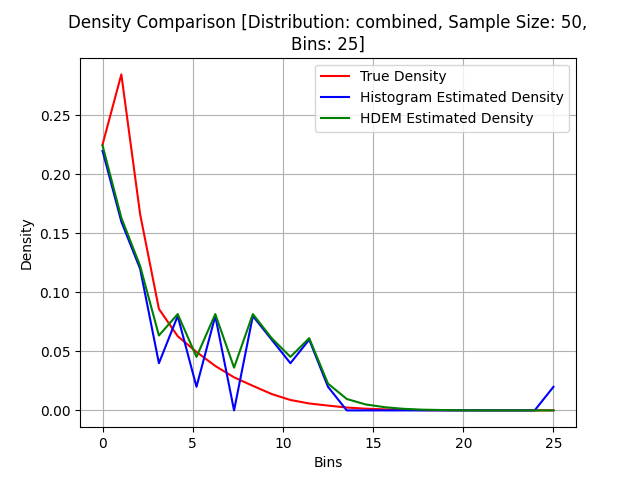 Density Comparison [Distribution: combined, Sample Size: 50,
Bins: 25]
True Density
Histogram Estimated Density
HDEM Estimated Density
Density
0.25
0.20
0.15
0.10
0.05
0.00
0 5 10 15 20 25
Bins